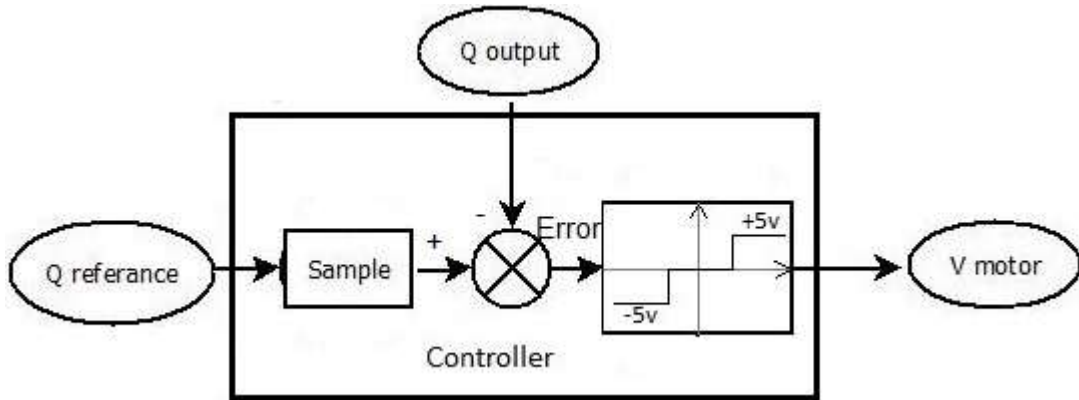 Q output
-
Error
+5v
+
Q referance
Sample
V motor
-5v
Controller